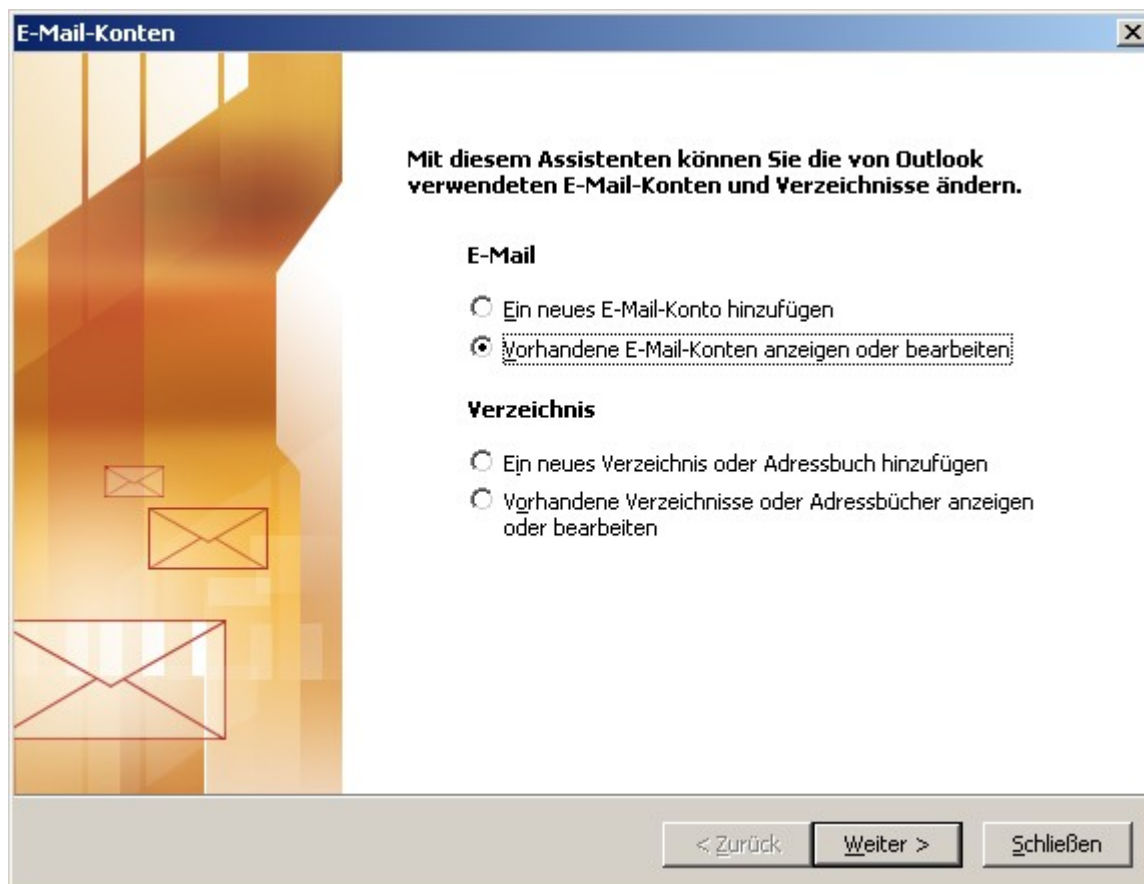 E-Mail-Konten
Mit diesem Assistenten können Sie die von Outlook
verwendeten E-Mail-Konten und Verzeichnisse ändern.
E-Mail
Ein neues E-Mail-Konto hinzufügen
Vorhandene E-Mail-Konten anzeigen oder bearbeiten
Verzeichnis
Ein neues Verzeichnis oder Adressbuch hinzufügen
Vorhandene Verzeichnisse oder Adressbücher anzeigen
oder bearbeiten
< Zurück Weiter > Schließen